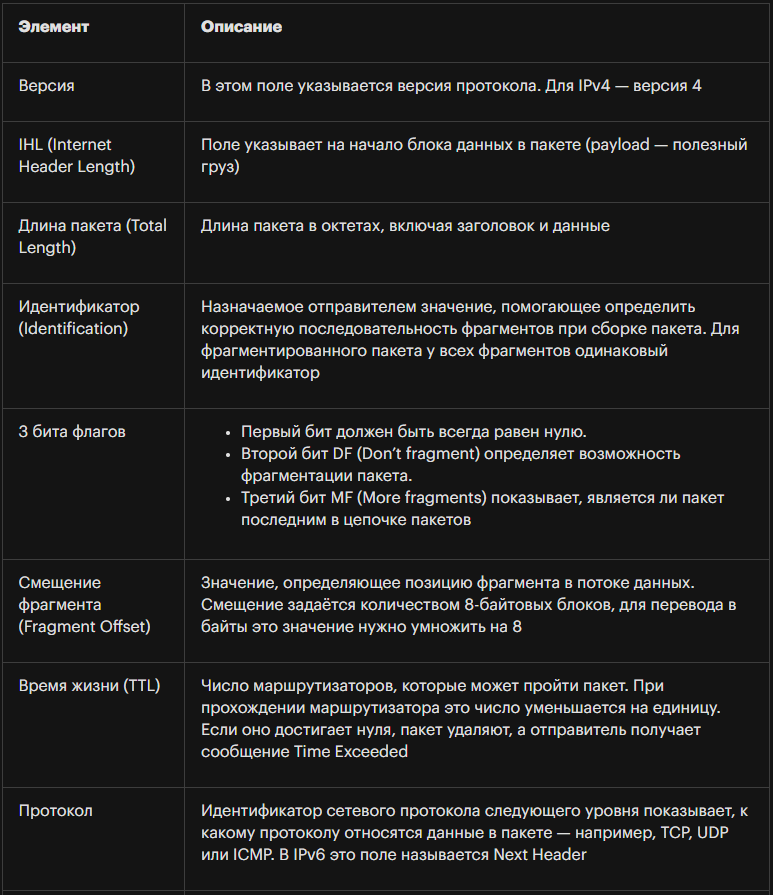 Элемент
Описание
Версия
В этом поле указывается версия протокола. Для IPv4 — версия 4
IHL (Internet
Header Length)
Поле указывает на начало блока данных в пакете (payload — полезный
груз)
Длина пакета (Total
Length)
Длина пакета в октетах, включая заголовок и данные
Идентификатор
(Identification)
Назначаемое отправителем значение, помогающее определить
корректную последовательность фрагментов при сборке пакета. Для
фрагментированного пакета у всех фрагментов одинаковый
идентификатор
3 бита флагов
• Первый бит должен быть всегда равен нулю.
• Второй бит DF (Don’t fragment) определяет возможность
фрагментации пакета.
• Третий бит MF (More fragments) показывает, является ли пакет
последним в цепочке пакетов
Смещение
фрагмента
(Fragment Offset)
Значение, определяющее позицию фрагмента в потоке данных.
Смещение задаётся количеством 8-байтовых блоков, для перевода в
байты это значение нужно умножить на 8
Время жизни (TTL)
Число маршрутизаторов, которые может пройти пакет. При
прохождении маршрутизатора это число уменьшается на единицу.
Если оно достигает нуля, пакет удаляют, а отправитель получает
сообщение Time Exceeded
Протокол
Идентификатор сетевого протокола следующего уровня показывает, к
какому протоколу относятся данные в пакете — например, TCP, UDP
или ICMP. В IPv6 это поле называется Next Header